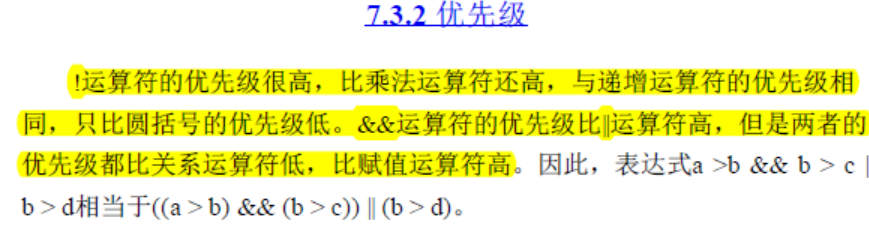 7.3.2 优先级
!运算符的优先级很高，比乘法运算符还高，与递增运算符的优先级相
同，只比圆括号的优先级低。&&运算符的优先级比||运算符高，但是两者的
优先级都比关系运算符低，比赋值运算符高。因此，表达式a >b && b > c |
b > d相当于((a > b) && (b > c)) || (b > d)。